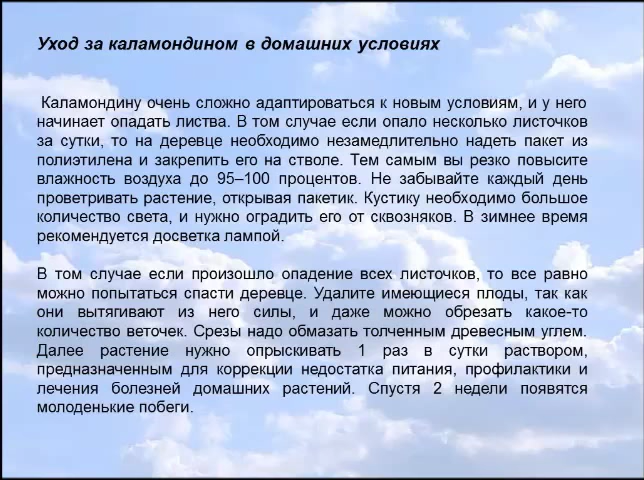 Уход за каламондином в домашних условиях
Каламондину очень сложно адаптироваться к новым условиям, и у него
начинает опадать листва. В том случае если опало несколько листочков
за сутки, то на деревце необходимо незамедлительно надеть пакет из
полиэтилена и закрепить его на стволе. Тем самым вы резко повысите
влажность воздуха до 95–100 процентов. Не забывайте каждый день
проветривать растение, открывая пакетик. Кустику необходимо большое
количество света, и нужно оградить его от сквозняков. В зимнее время
рекомендуется досветка лампой.
В том случае если произошло опадение всех листочков, то все равно
можно попытаться спасти деревце. Удалите имеющиеся плоды, так как
они вытягивают из него силы, и даже можно обрезать какое-то
количество веточек. Срезы надо обмазать толченным древесным углем.
Далее растение нужно опрыскивать 1 раз в сутки раствором,
предназначенным для коррекции недостатка питания, профилактики и
лечения болезней домашних растений. Спустя 2 недели появятся
молоденькие побеги.